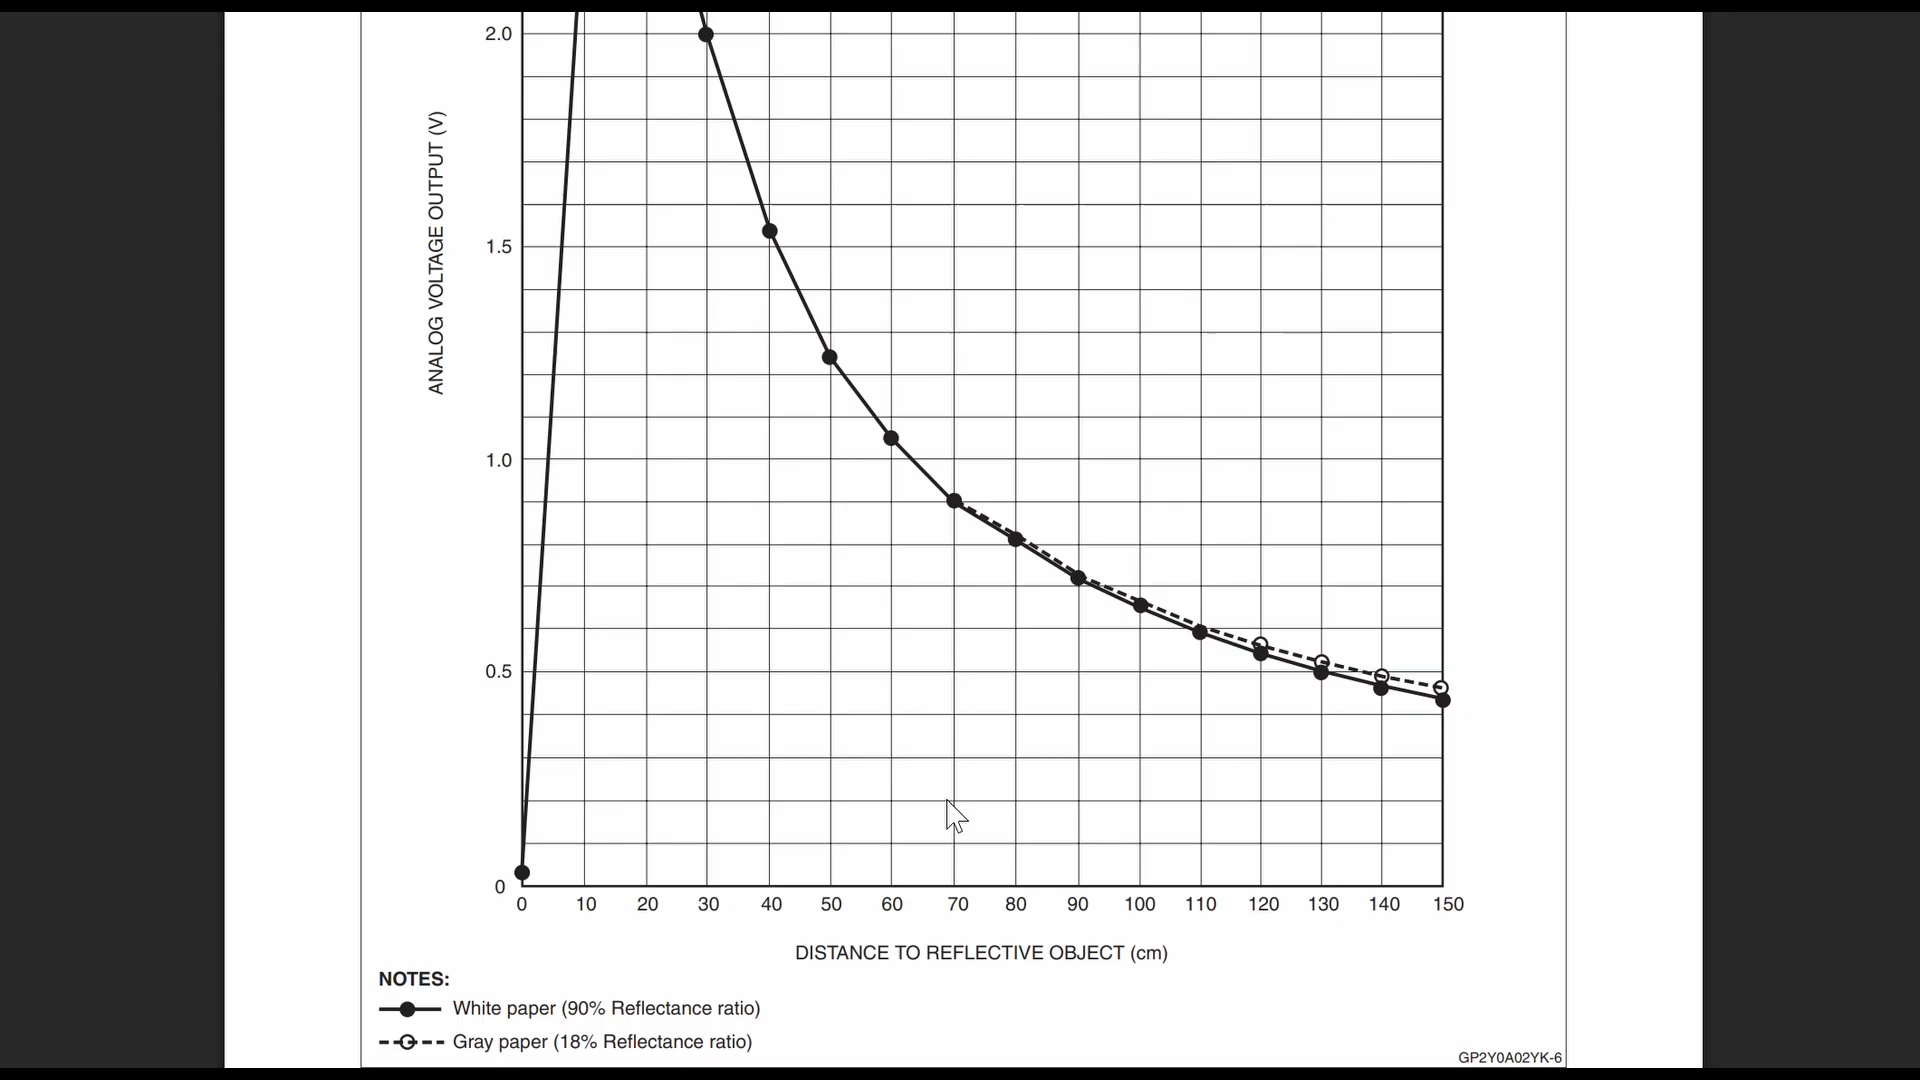 2.0
ANALOG VOLTAGE OUTPUT (V)
1.5
1.0
0.5
0
0 10 20 30 40 50 60 70 80 90 100 110 120 130 140 150
DISTANCE TO REFLECTIVE OBJECT (cm)
NOTES:
White paper (90% Reflectance ratio)
Gray paper (18% Reflectance ratio)
GP2Y0A02YK-6